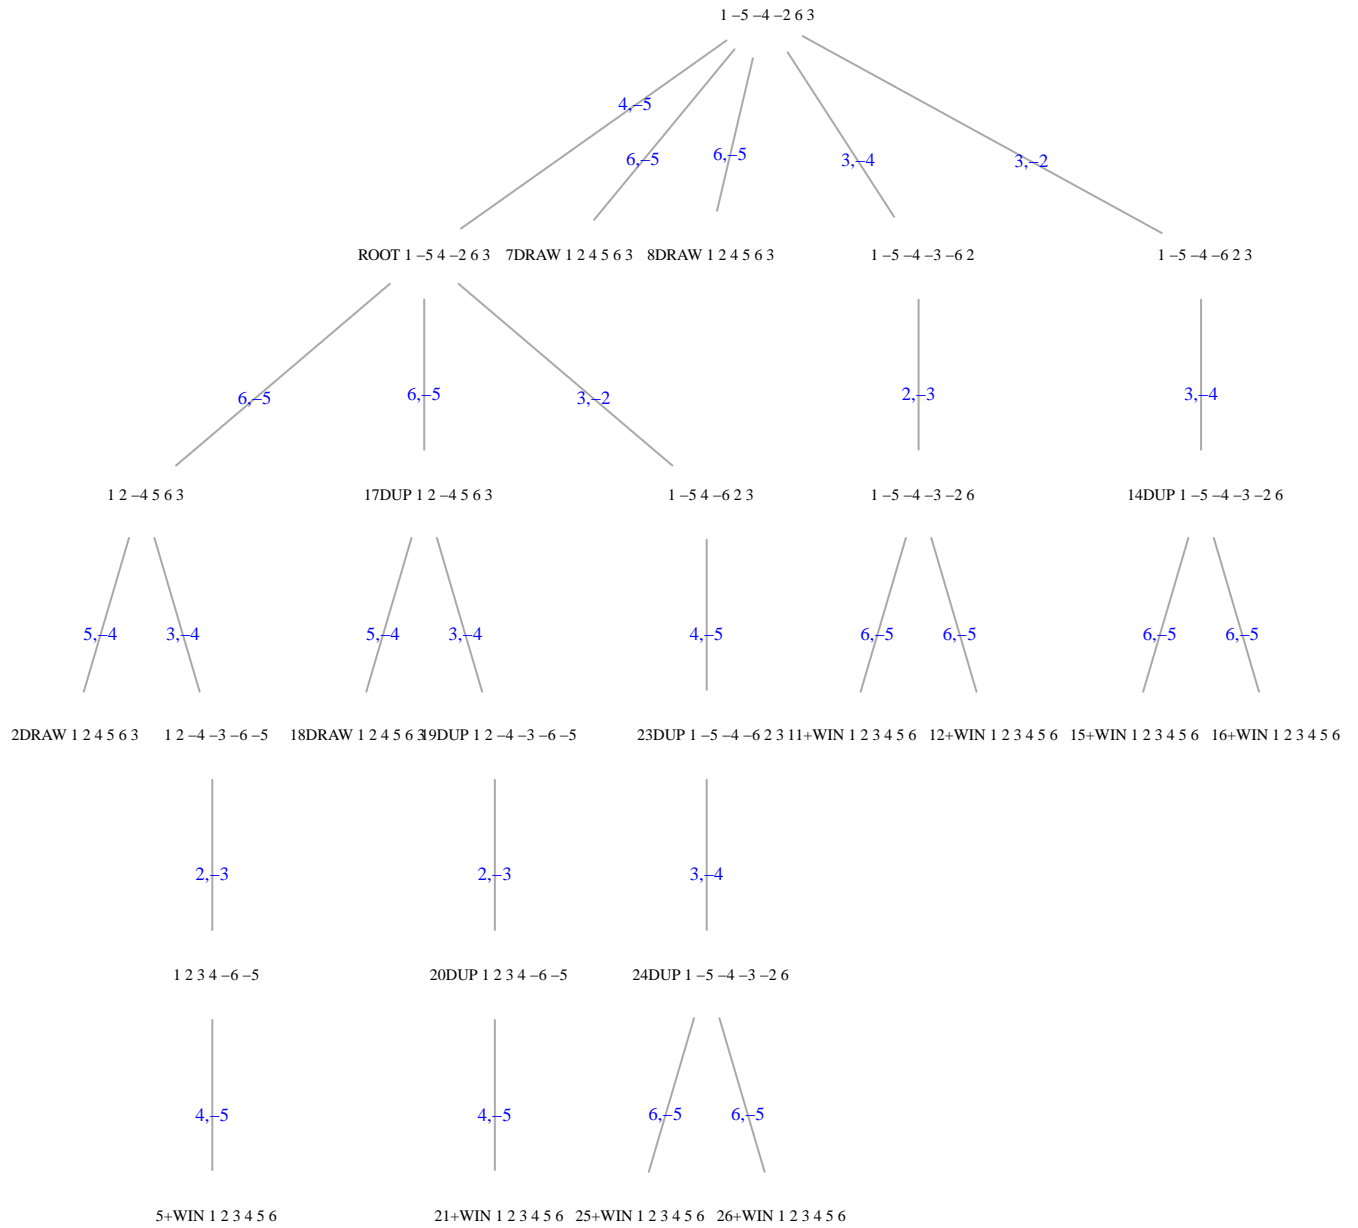 1 −5 −4 −2 6 3
4,−5
6,−5
6,−5
3,−4
3,−2
ROOT 1 −5 4 −2 6 3
7DRAW 1 2 4 5 6 3
8DRAW 1 2 4 5 6 3
1 −5 −4 −3 −6 2
1 −5 −4 −6 2 3
6,−5
6,−5
3,−2
2,−3
3,−4
1 2 −4 5 6 3
17DUP 1 2 −4 5 6 3
1 −5 4 −6 2 3
1 −5 −4 −3 −2 6
14DUP 1 −5 −4 −3 −2 6
5,−4
3,−4
5,−4
3,−4
4,−5
6,−5
6,−5
6,−5
6,−5
2DRAW 1 2 4 5 6 3
1 2 −4 −3 −6 −5
18DRAW 1 2 4 5 6 3
19DUP 1 2 −4 −3 −6 −5
23DUP 1 −5 −4 −6 2 3
11+WIN 1 2 3 4 5 6
12+WIN 1 2 3 4 5 6
15+WIN 1 2 3 4 5 6
16+WIN 1 2 3 4 5 6
2,−3
2,−3
3,−4
1 2 3 4 −6 −5
20DUP 1 2 3 4 −6 −5
24DUP 1 −5 −4 −3 −2 6
4,−5
4,−5
6,−5
6,−5
5+WIN 1 2 3 4 5 6
21+WIN 1 2 3 4 5 6
25+WIN 1 2 3 4 5 6
26+WIN 1 2 3 4 5 6